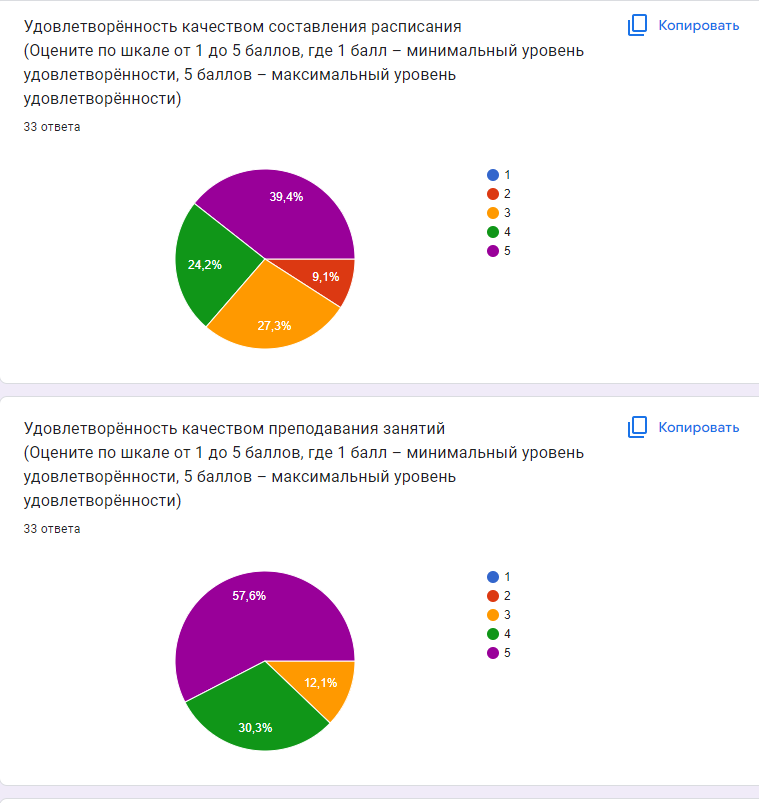 Удовлетворённость качеством составления расписания
Копировать
(Оцените по шкале от 1 до 5 баллов, где 1 балл – минимальный уровень
удовлетворённости, 5 баллов – максимальный уровень
удовлетворённости)
33 ответа
39,4%
24,2%
9,1%
27,3%
1
2
3
4
5
Удовлетворённость качеством преподавания занятий
Копировать
(Оцените по шкале от 1 до 5 баллов, где 1 балл – минимальный уровень
удовлетворённости, 5 баллов – максимальный уровень
удовлетворённости)
33 ответа
57,6%
12,1%
30,3%
1
2
3
4
5